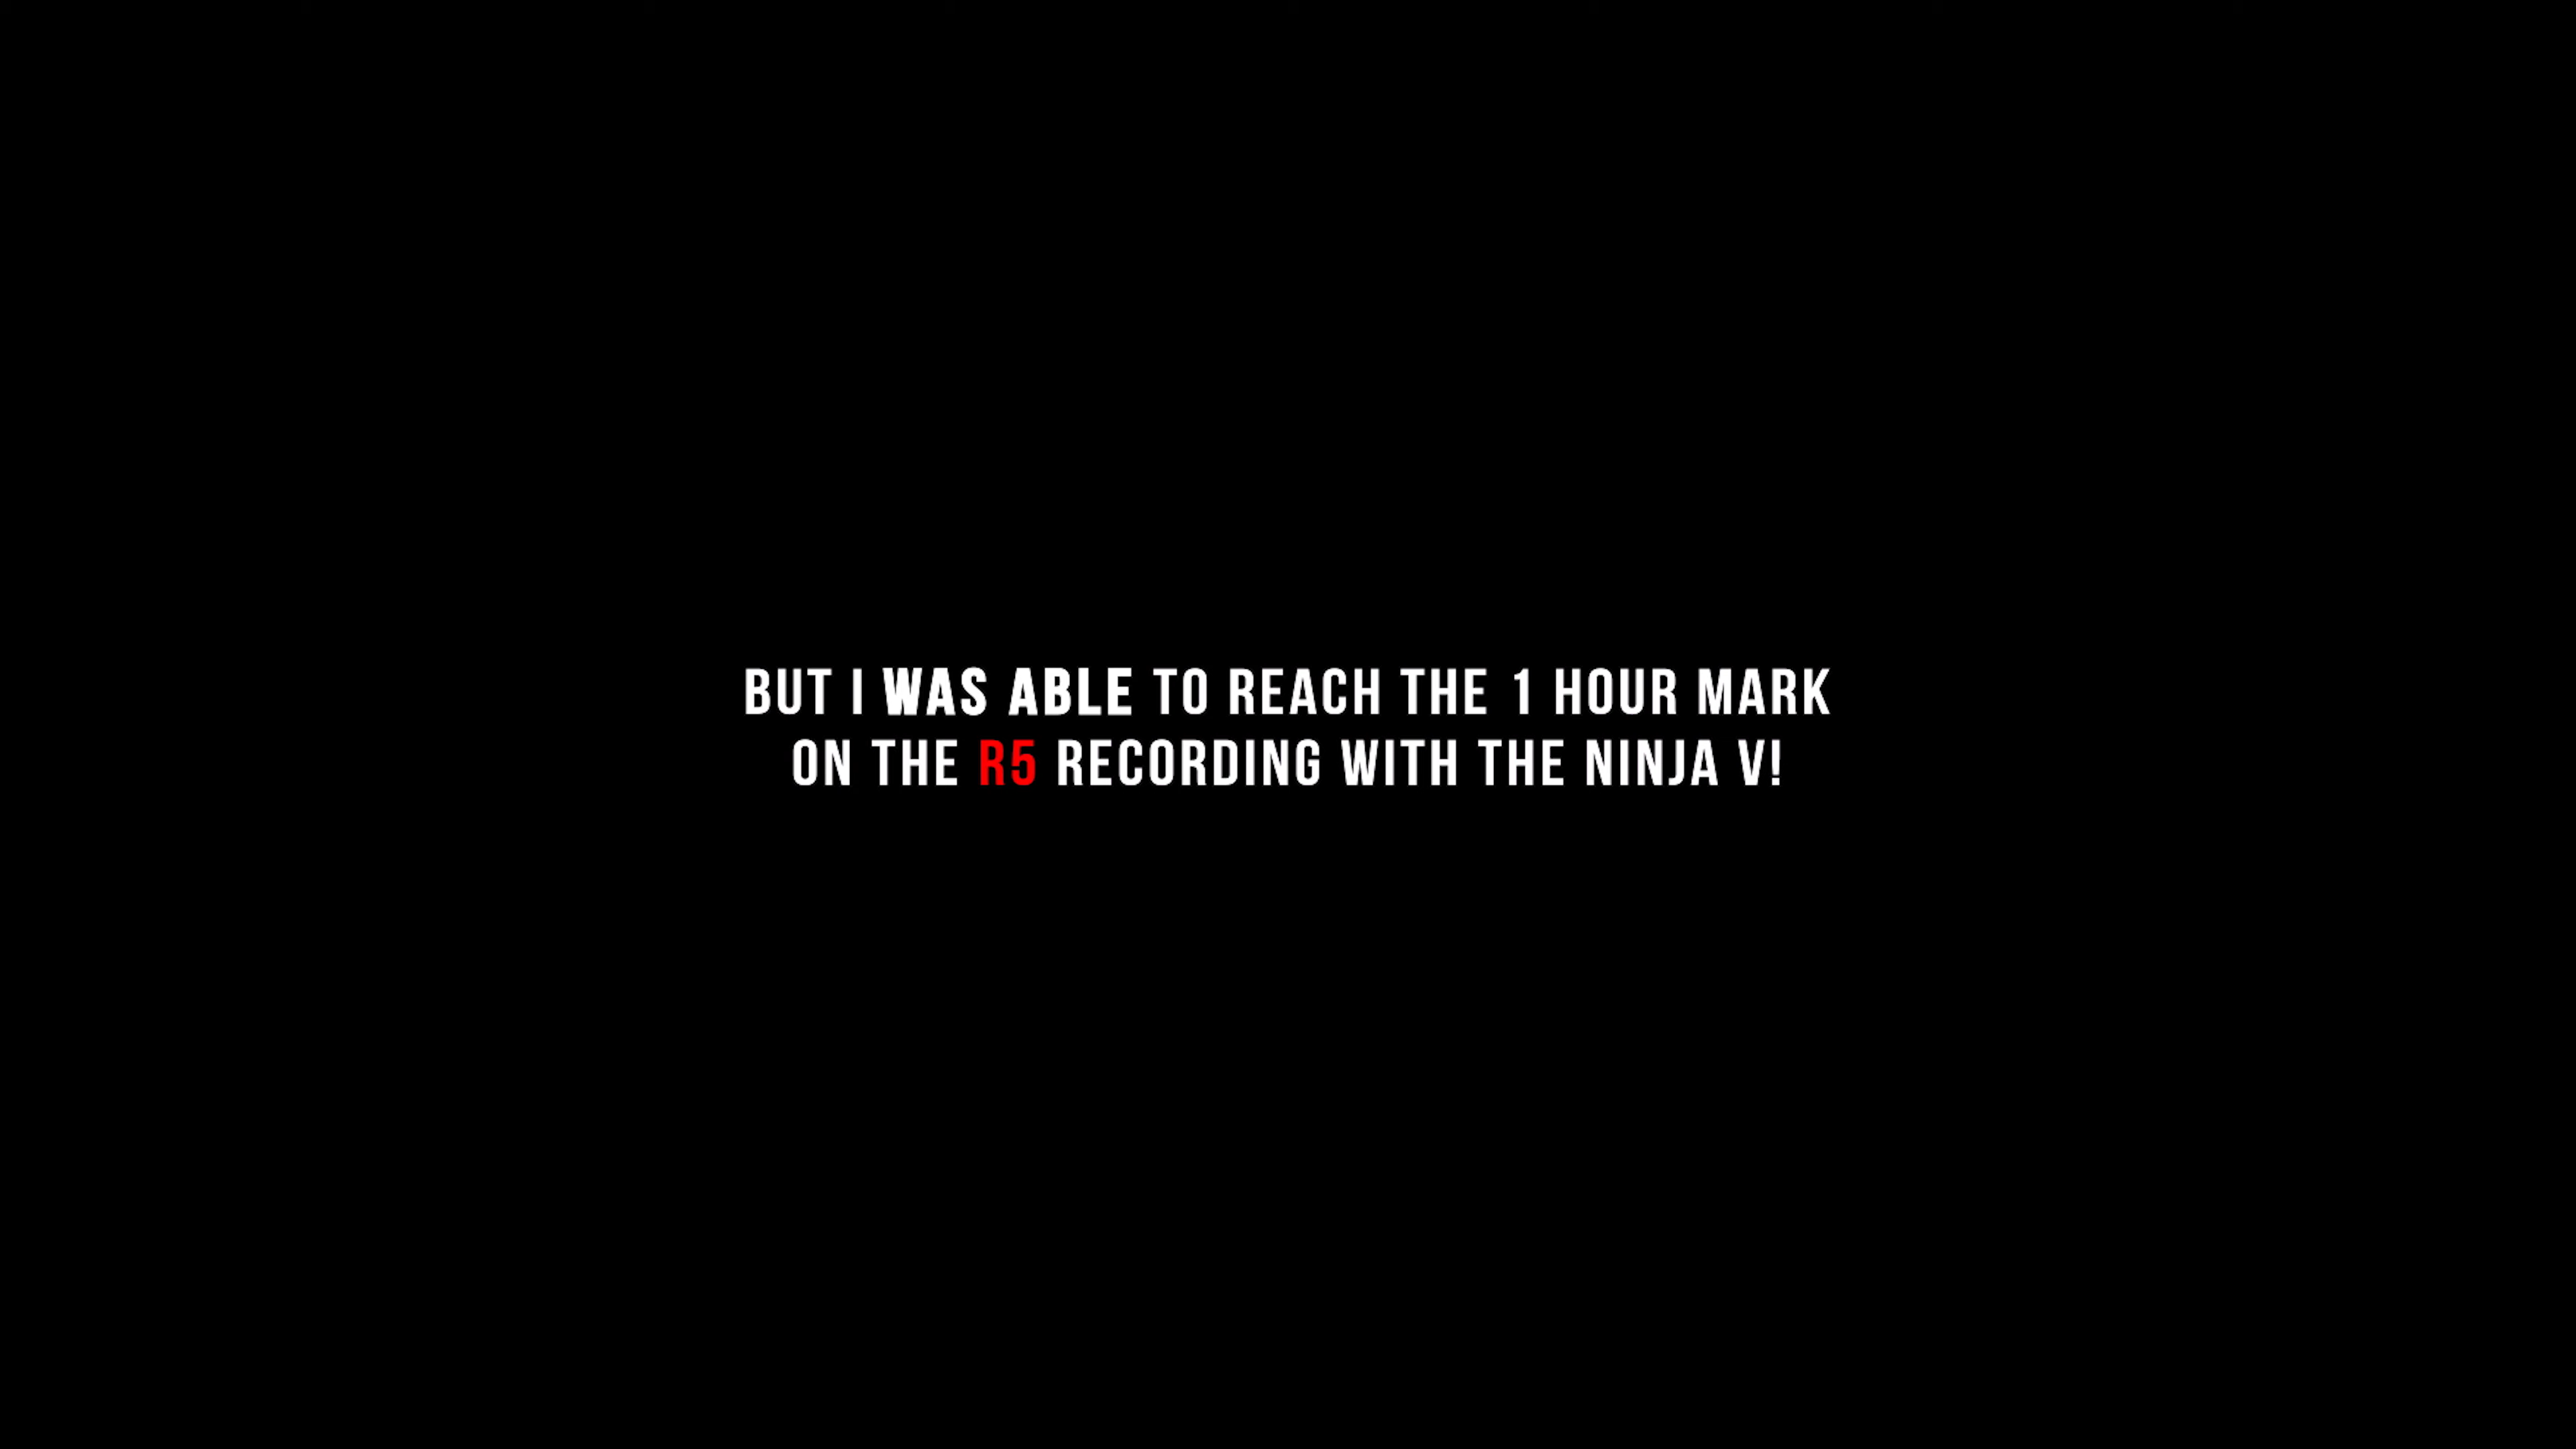 BUT I WAS ABLE TO REACH THE 1 HOUR MARK
ON THE R5 RECORDING WITH THE NINJA V!